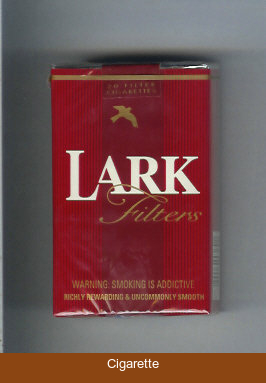 20 FILTER
CIGARETTES
LARK
Filters
WARNING: SMOKING IS ADDICTIVE
RICHLY REWARDING & UNCOMMONLY SMOOTH
Cigarette